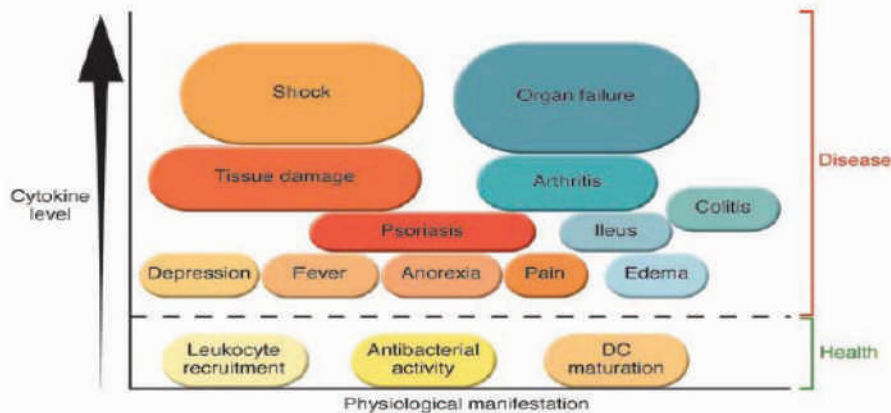 Shock
Organ failure
Tissue damage
Arthritis
Disease
Cytokine
level
Colitis
Psoriasis
Ileus
Depression
Fever
Anorexia
Pain
Edema
Leukocyte
recruitment
Antibacterial
activity
DC
maturation
Health
Physiological manifestation